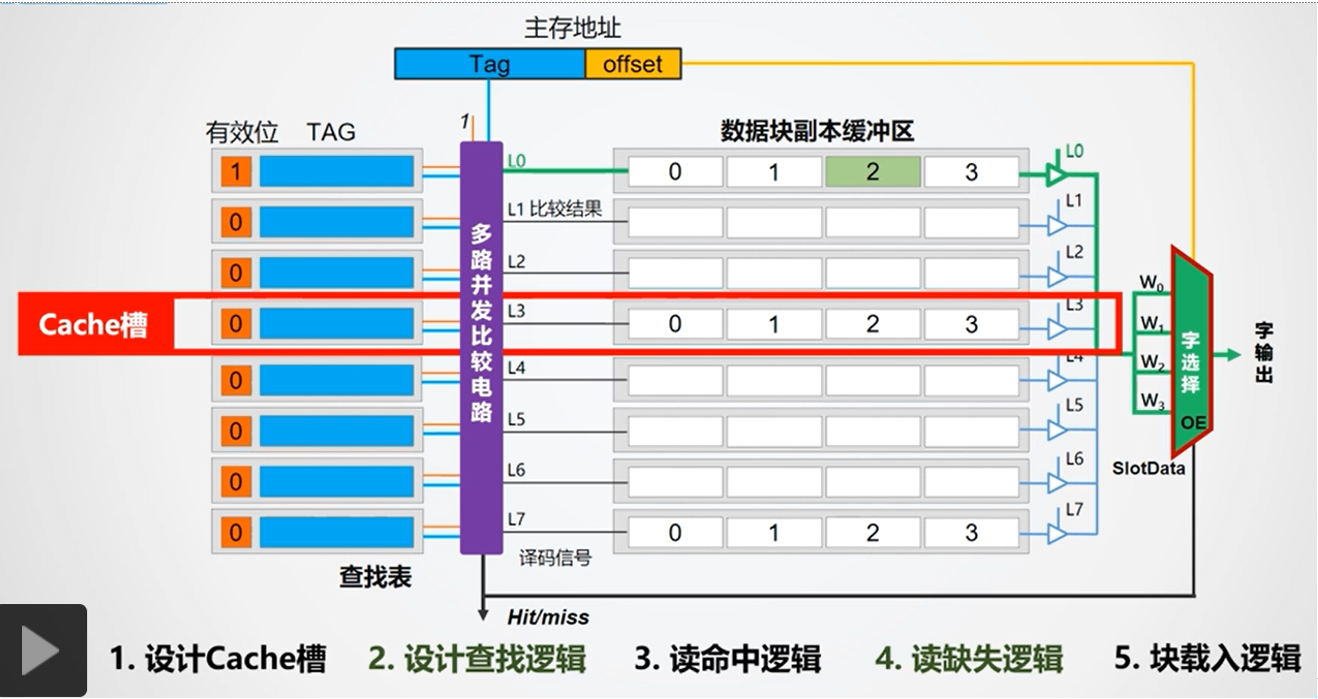 主存地址
Tag offset
有效位 TAG
1
数据块副本缓冲区
1 L0 0 1 2 3 L0
0 L1 比较结果 L1
0 L2 L2
Cache槽 0 L3 0 1 2 3 L3
0 L4 L4
0 L5 L5
0 L6 L6
0 L7 0 1 2 3 L7
多路并发比较电路
W0
W1
W2
W3
字选择
OE
字输出
SlotData
译码信号
查找表
Hit/miss
1. 设计Cache槽 2. 设计查找逻辑 3. 读命中逻辑 4. 读缺失逻辑 5. 块载入逻辑